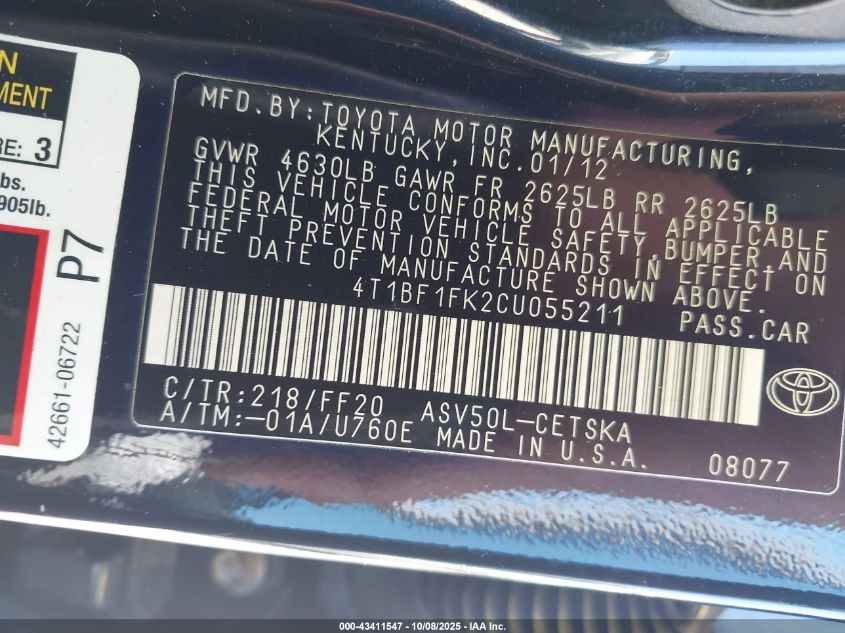 N
MENT
RE: 3
bs.
905lb.
P7
42661-06722
MFD.BY:TOYOTA MOTOR MANUFACTURING,
KENTUCKY,INC.01/12
GVWR 4630LB GAWR FR 2625LB RR 2625LB
THIS VEHICLE CONFORMS TO ALL APPLICABLE
FEDERAL MOTOR VEHICLE SAFETY,BUMPER,AND
THEFT PREVENTION STANDARDS IN EFFECT ON
THE DATE OF MANUFACTURE SHOWN ABOVE.
4T1BF1FK2CU055211 PASS.CAR
C/TR:218/FF20 ASV50L-CETSKA
A/TM:-01A/U760E MADE IN U.S.A. 08077
000-43411547 - 10/08/2025 - IAA Inc.